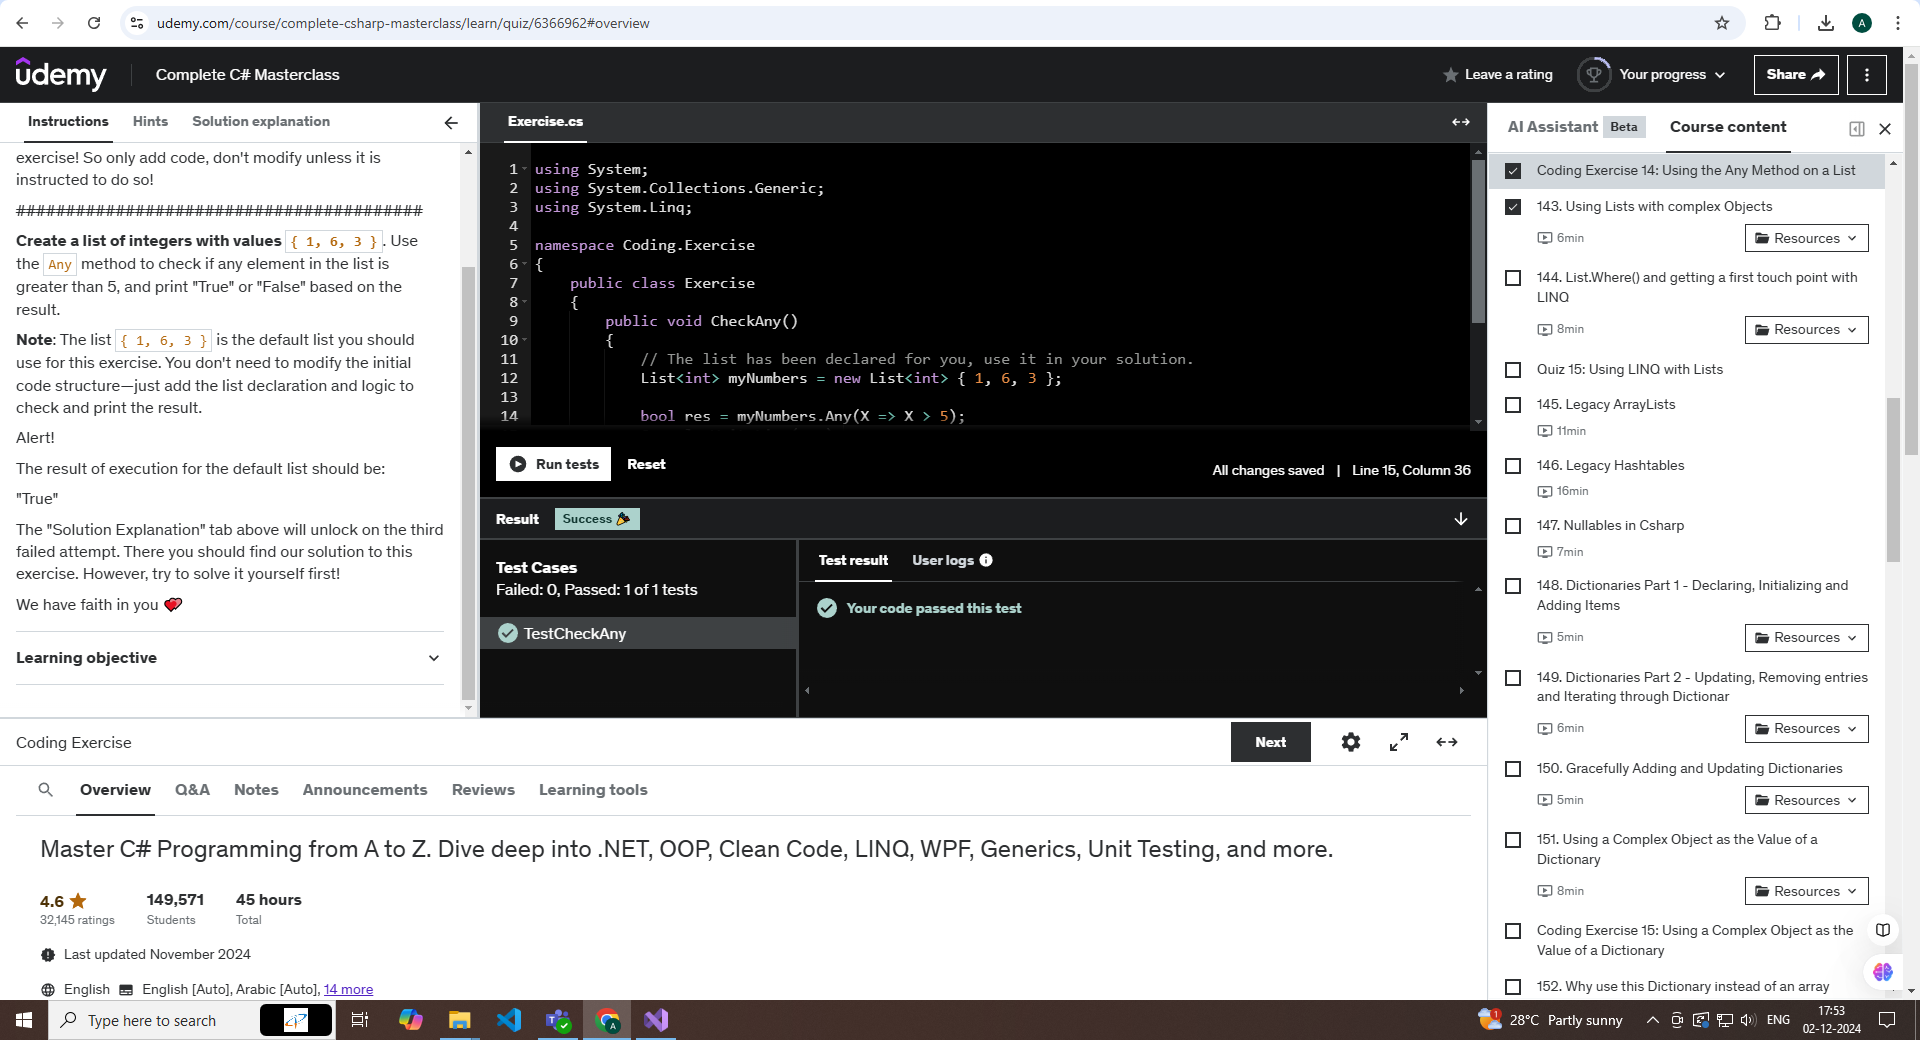 udemy.com/course/complete-csharp-masterclass/learn/quiz/6366962#overview
A
udemy
Complete C# Masterclass
Leave a rating
Your progress
Share
Instructions
Hints
Solution explanation
exercise! So only add code, don't modify unless it is
instructed to do so!
#########################################
Create a list of integers with values { 1, 6, 3 }. Use
the Any method to check if any element in the list is
greater than 5, and print "True" or "False" based on the
result.
Note: The list { 1, 6, 3 } is the default list you should
use for this exercise. You don't need to modify the initial
code structure—just add the list declaration and logic to
check and print the result.
Alert!
The result of execution for the default list should be:
"True"
The "Solution Explanation" tab above will unlock on the third
failed attempt. There you should find our solution to this
exercise. However, try to solve it yourself first!
We have faith in you 💕
Learning objective
Exercise.cs
1 using System;
2 using System.Collections.Generic;
3 using System.Linq;
4
5 namespace Coding.Exercise
6 {
7 public class Exercise
8 {
9 public void CheckAny()
10 {
11 // The list has been declared for you, use it in your solution.
12 List<int> myNumbers = new List<int> { 1, 6, 3 };
13
14 bool res = myNumbers.Any(X => X > 5);
Run tests
Reset
All changes saved | Line 15, Column 36
Result
Success 🎉
Test Cases
Failed: 0, Passed: 1 of 1 tests
TestCheckAny
Test result
User logs
Your code passed this test
AI Assistant
Beta
Course content
Coding Exercise 14: Using the Any Method on a List
143. Using Lists with complex Objects
6min
Resources
144. List.Where() and getting a first touch point with
LINQ
8min
Resources
Quiz 15: Using LINQ with Lists
145. Legacy ArrayLists
11min
146. Legacy Hashtables
16min
147. Nullables in Csharp
7min
148. Dictionaries Part 1 - Declaring, Initializing and
Adding Items
5min
Resources
149. Dictionaries Part 2 - Updating, Removing entries
and Iterating through Dictionar
6min
Resources
150. Gracefully Adding and Updating Dictionaries
5min
Resources
151. Using a Complex Object as the Value of a
Dictionary
8min
Resources
Coding Exercise 15: Using a Complex Object as the
Value of a Dictionary
152. Why use this Dictionary instead of an array
Coding Exercise
Next
Overview
Q&A
Notes
Announcements
Reviews
Learning tools
Master C# Programming from A to Z. Dive deep into .NET, OOP, Clean Code, LINQ, WPF, Generics, Unit Testing, and more.
4.6 ★
149,571
45 hours
32,145 ratings
Students
Total
Last updated November 2024
English
English [Auto], Arabic [Auto], 14 more
Type here to search
A
1
28°C Partly sunny
ENG
17:53
02-12-2024